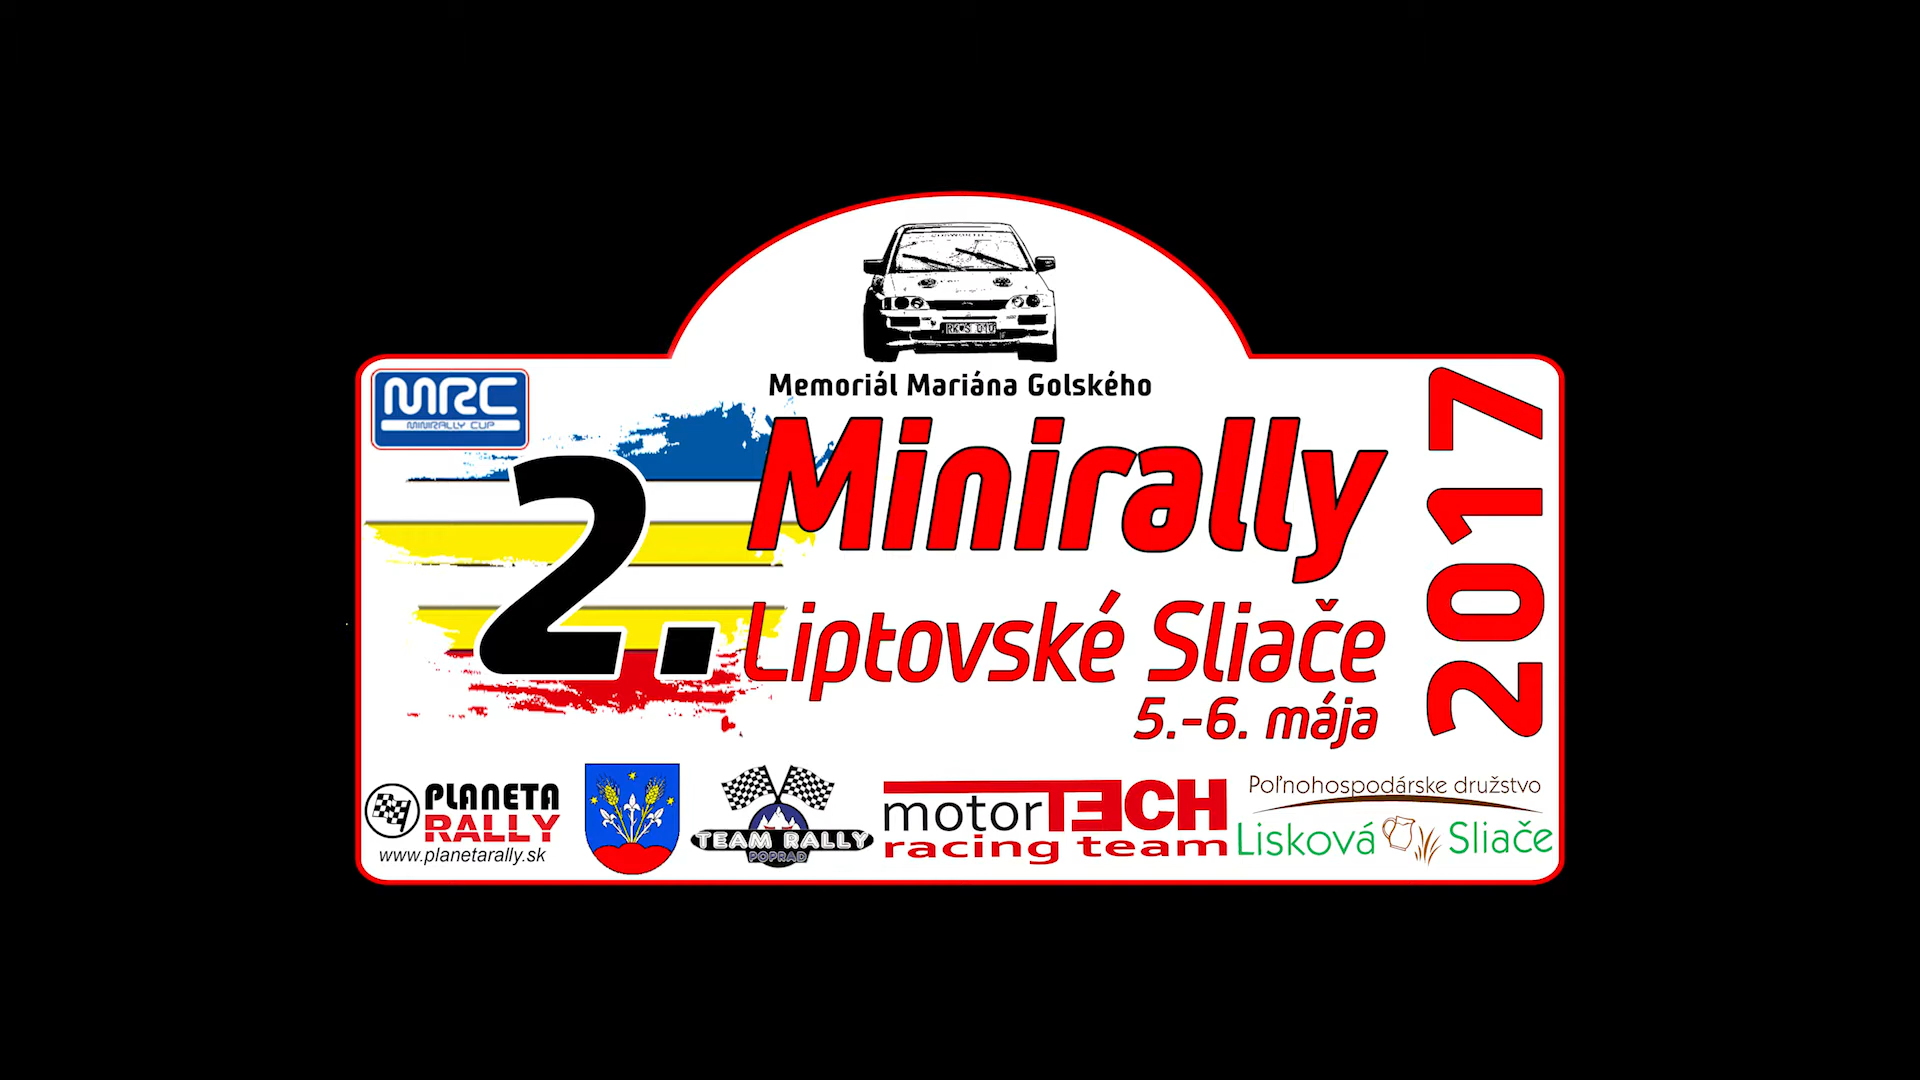 RK S 010
Memoriál Mariána Golského
MRC
MINIRALLY CUP
2. Minirally
Liptovské Sliače
5.-6. mája
2017
PLANETA
RALLY
www.planetarally.sk
TEAM RALLY
POPRAD
motorTECH
racing team
Poľnohospodárske družstvo
Lisková Sliače